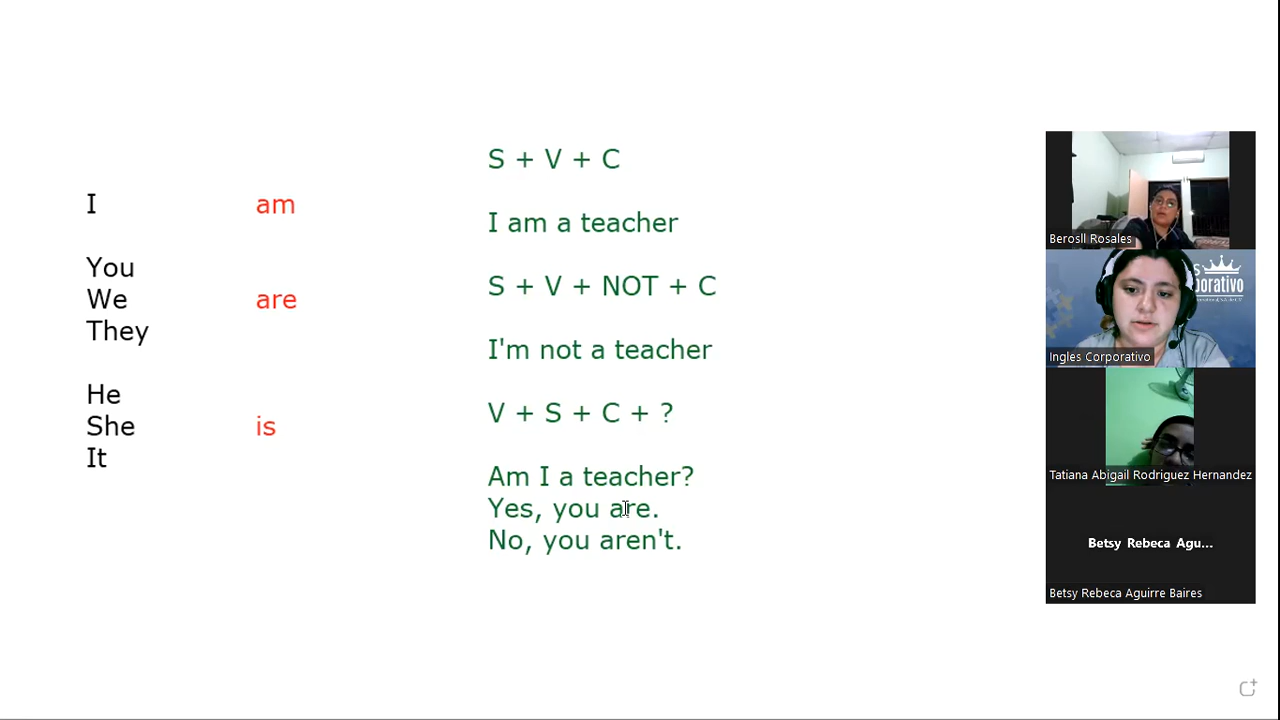 I am
You
We are
They
He
She is
It
S + V + C
I am a teacher
S + V + NOT + C
I'm not a teacher
V + S + C + ?
Am I a teacher?
Yes, you are.
No, you aren't.
Berosll Rosales
Ingles Corporativo
Tatiana Abigail Rodriguez Hernandez
Betsy Rebeca Agu...
Betsy Rebeca Aguirre Baires